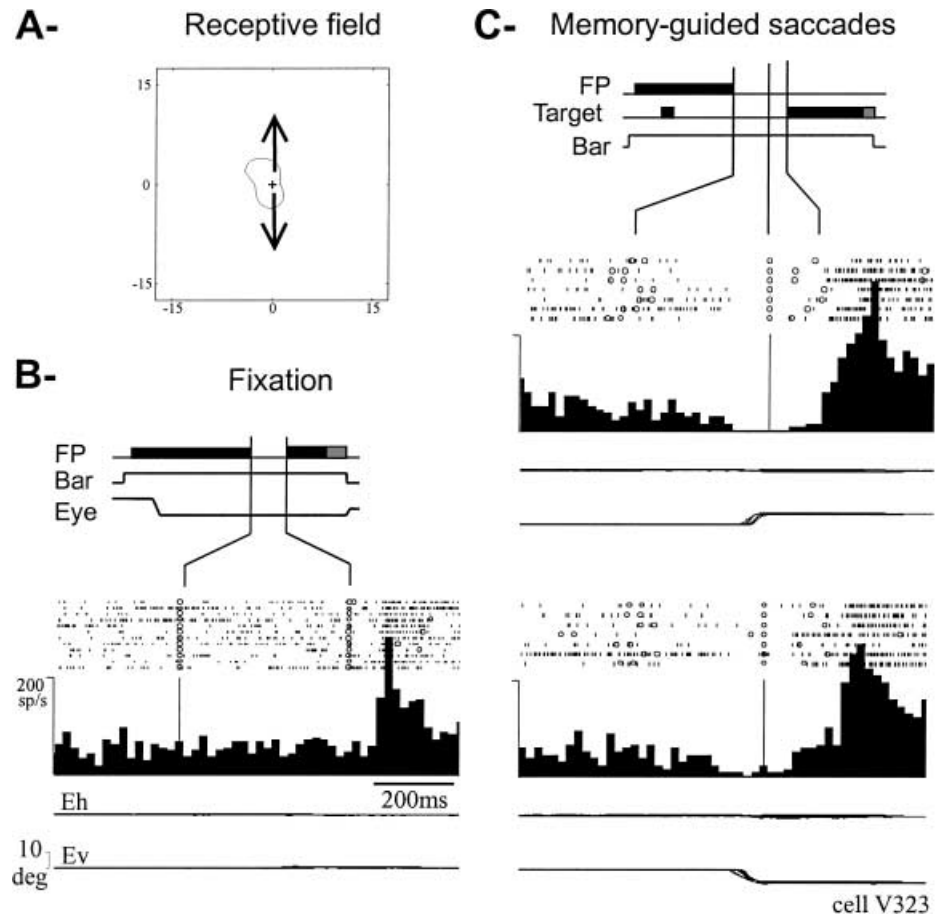 A- Receptive field
15
0
-15
-15 0 15
B- Fixation
FP
Bar
Eye
200
sp/s
200ms
Eh
Ev
10
deg
C- Memory-guided saccades
FP
Target
Bar
cell V323